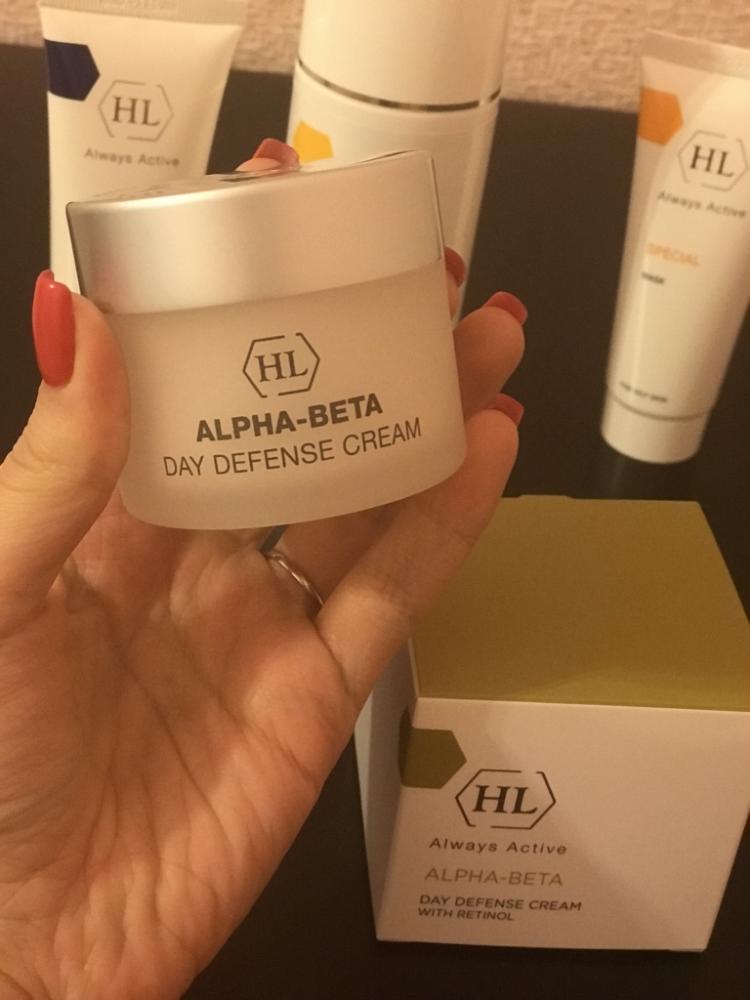 HL
Always Active
HL
Always Active
SPECIAL
MASK
HL
ALPHA-BETA
DAY DEFENSE CREAM
HL
Always Active
ALPHA-BETA
DAY DEFENSE CREAM
WITH RETINOL